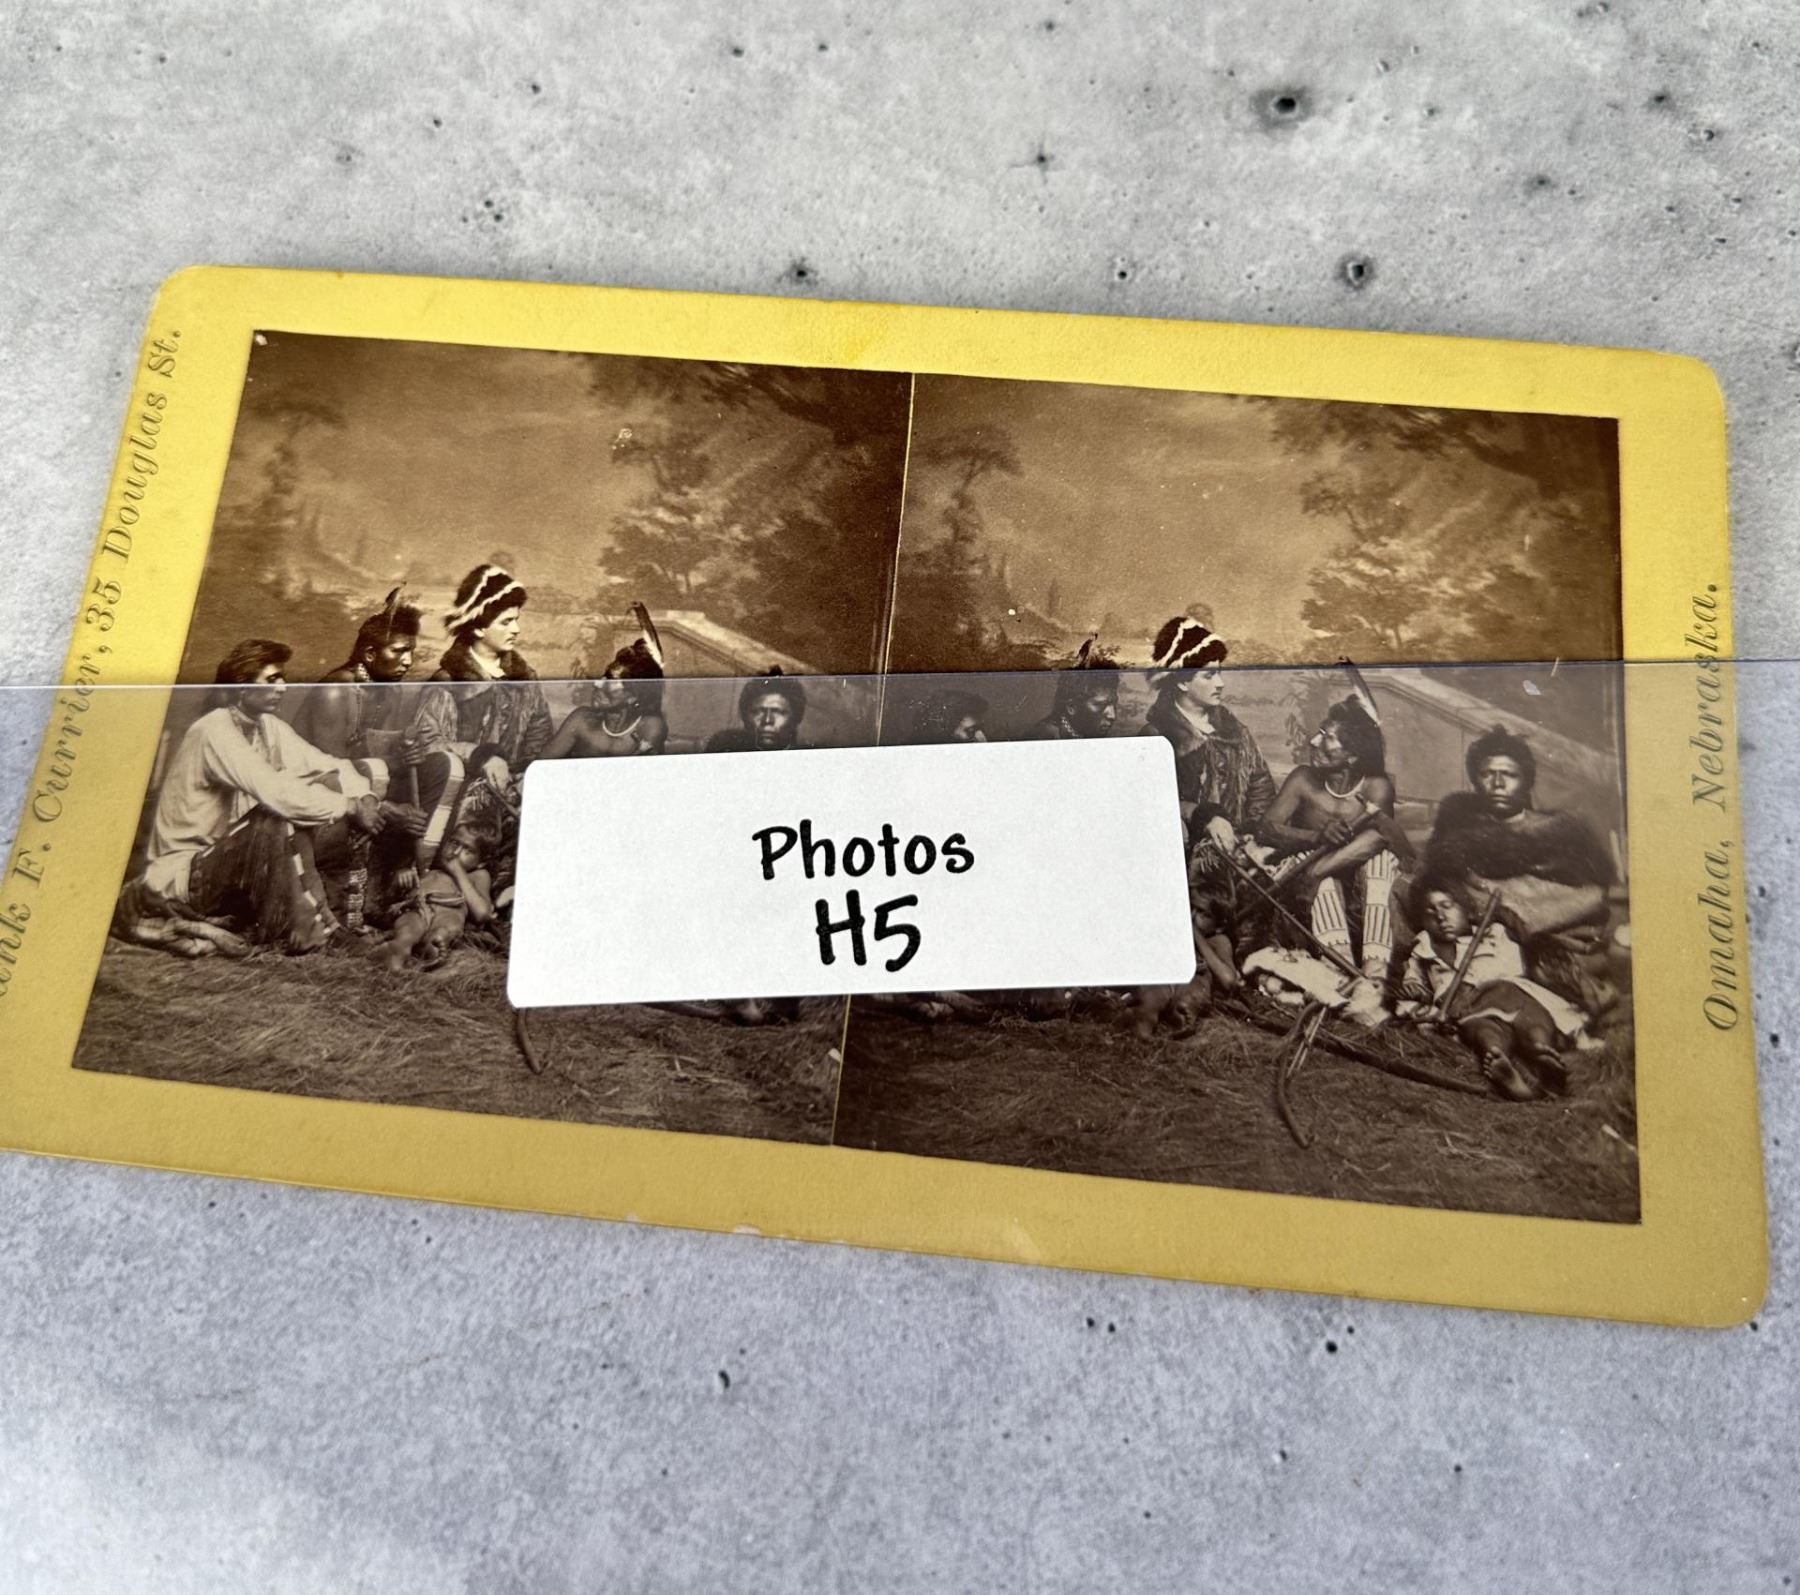 F. Currier, 35 Douglas St.
Photos
H5
Omaha, Nebraska.